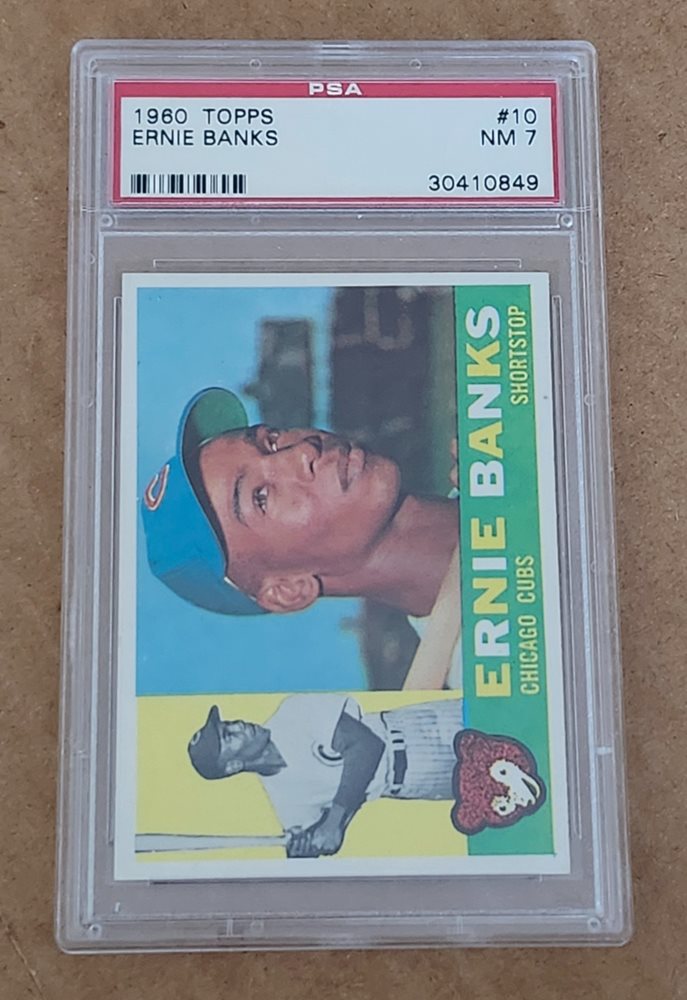 PSA
1960 TOPPS #10
ERNIE BANKS NM 7
30410849
ERNIE BANKS
CHICAGO CUBS SHORTSTOP
C
C